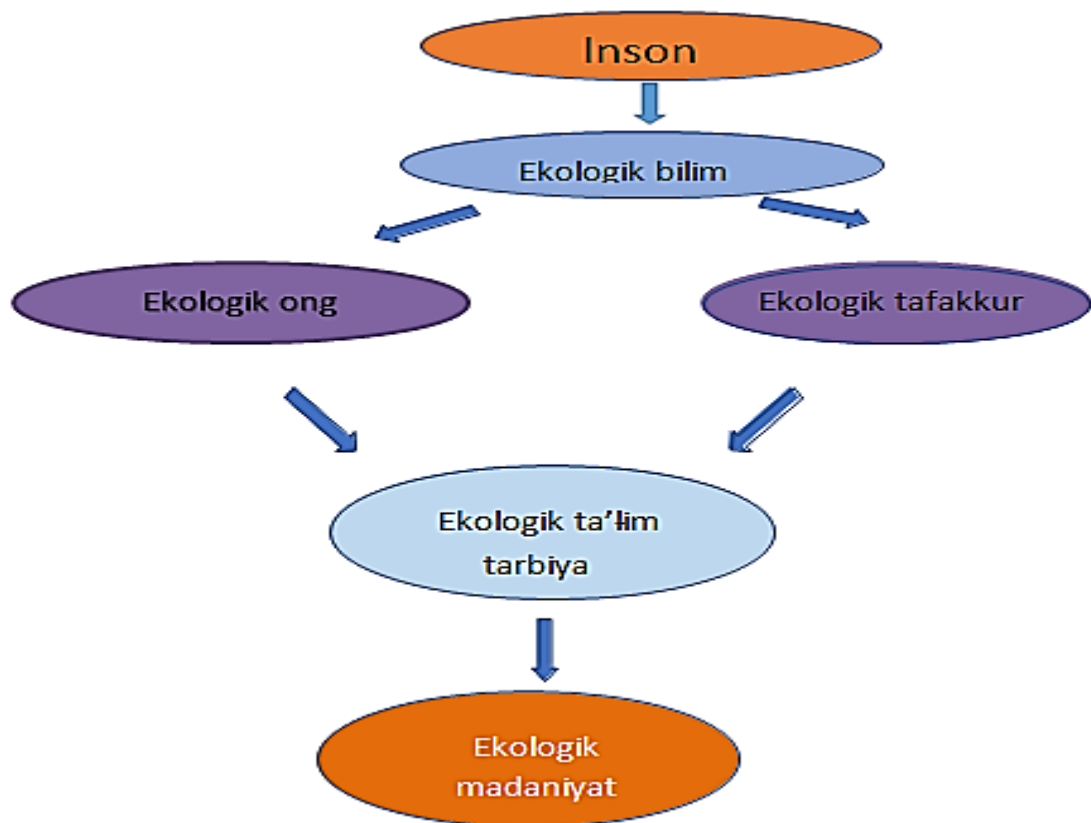 Inson
Ekologik bilim
Ekologik ong
Ekologik tafakkur
Ekologik ta’lim
tarbiya
Ekologik
madaniyat